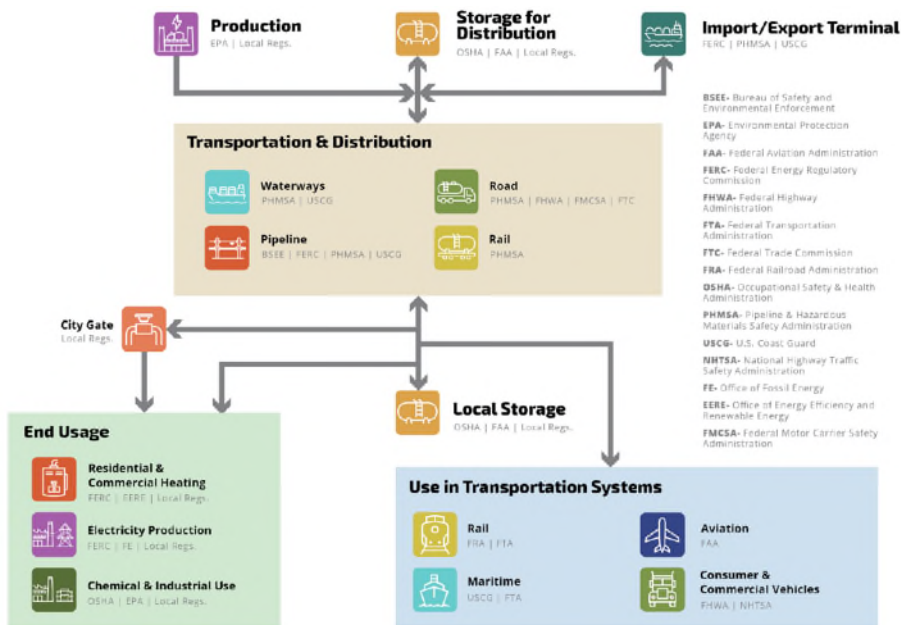 Production
EPA | Local Regs.
Storage for
Distribution
OSHA | FAA | Local Regs.
Import/Export Terminal
FERC | PHMSA | USCG
Transportation & Distribution
Waterways
PHMSA | USCG
Road
PHMSA | FHWA | FMCSA | FTC
Pipeline
BSEE | FERC | PHMSA | USCG
Rail
PHMSA
BSEE- Bureau of Safety and
Environmental Enforcement
EPA- Environmental Protection
Agency
FAA- Federal Aviation Administration
FERC- Federal Energy Regulatory
Commission
FHWA- Federal Highway
Administration
FTA- Federal Transportation
Administration
FTC- Federal Trade Commission
FRA- Federal Railroad Administration
OSHA- Occupational Safety & Health
Administration
PHMSA- Pipeline & Hazardous
Materials Safety Administration
USCG- U.S. Coast Guard
NHTSA- National Highway Traffic
Safety Administration
FE- Office of Fossil Energy
EERE- Office of Energy Efficiency and
Renewable Energy
FMCSA- Federal Motor Carrier Safety
Administration
City Gate
Local Regs.
Local Storage
OSHA | FAA | Local Regs.
End Usage
Residential &
Commercial Heating
FERC | EERE | Local Regs.
Electricity Production
FERC | FE | Local Regs.
Chemical & Industrial Use
OSHA | EPA | Local Regs.
Use in Transportation Systems
Rail
FRA | FTA
Aviation
FAA
Maritime
USCG | FTA
Consumer &
Commercial Vehicles
FHWA | NHTSA